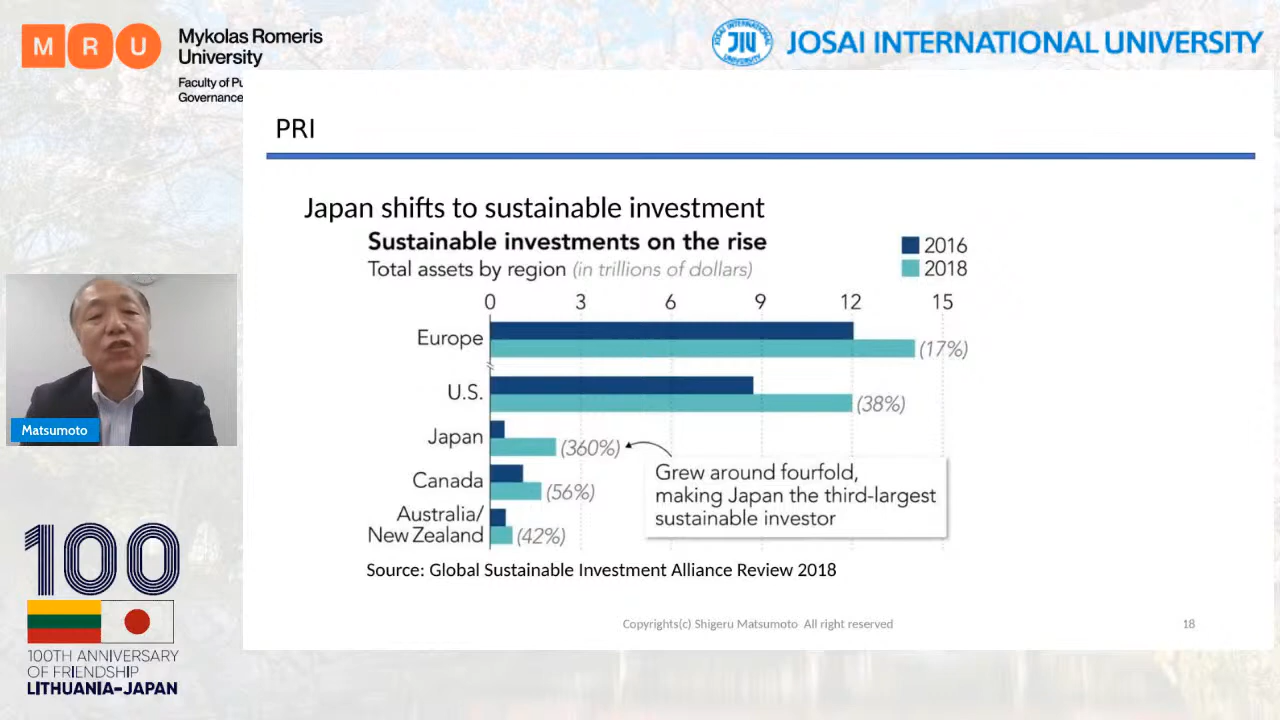 MRU
Mykolas Romeris
University
Faculty of Pu
Governance
JIU
JOSAI INTERNATIONAL UNIVERSITY
PRI
Japan shifts to sustainable investment
Sustainable investments on the rise
Total assets by region (in trillions of dollars)
2016
2018
0 3 6 9 12 15
Europe (17%)
U.S. (38%)
Japan (360%)
Canada (56%)
Australia/
New Zealand (42%)
Grew around fourfold,
making Japan the third-largest
sustainable investor
Source: Global Sustainable Investment Alliance Review 2018
Copyrights(c) Shigeru Matsumoto All right reserved
18
Matsumoto
100
100TH ANNIVERSARY
OF FRIENDSHIP
LITHUANIA–JAPAN